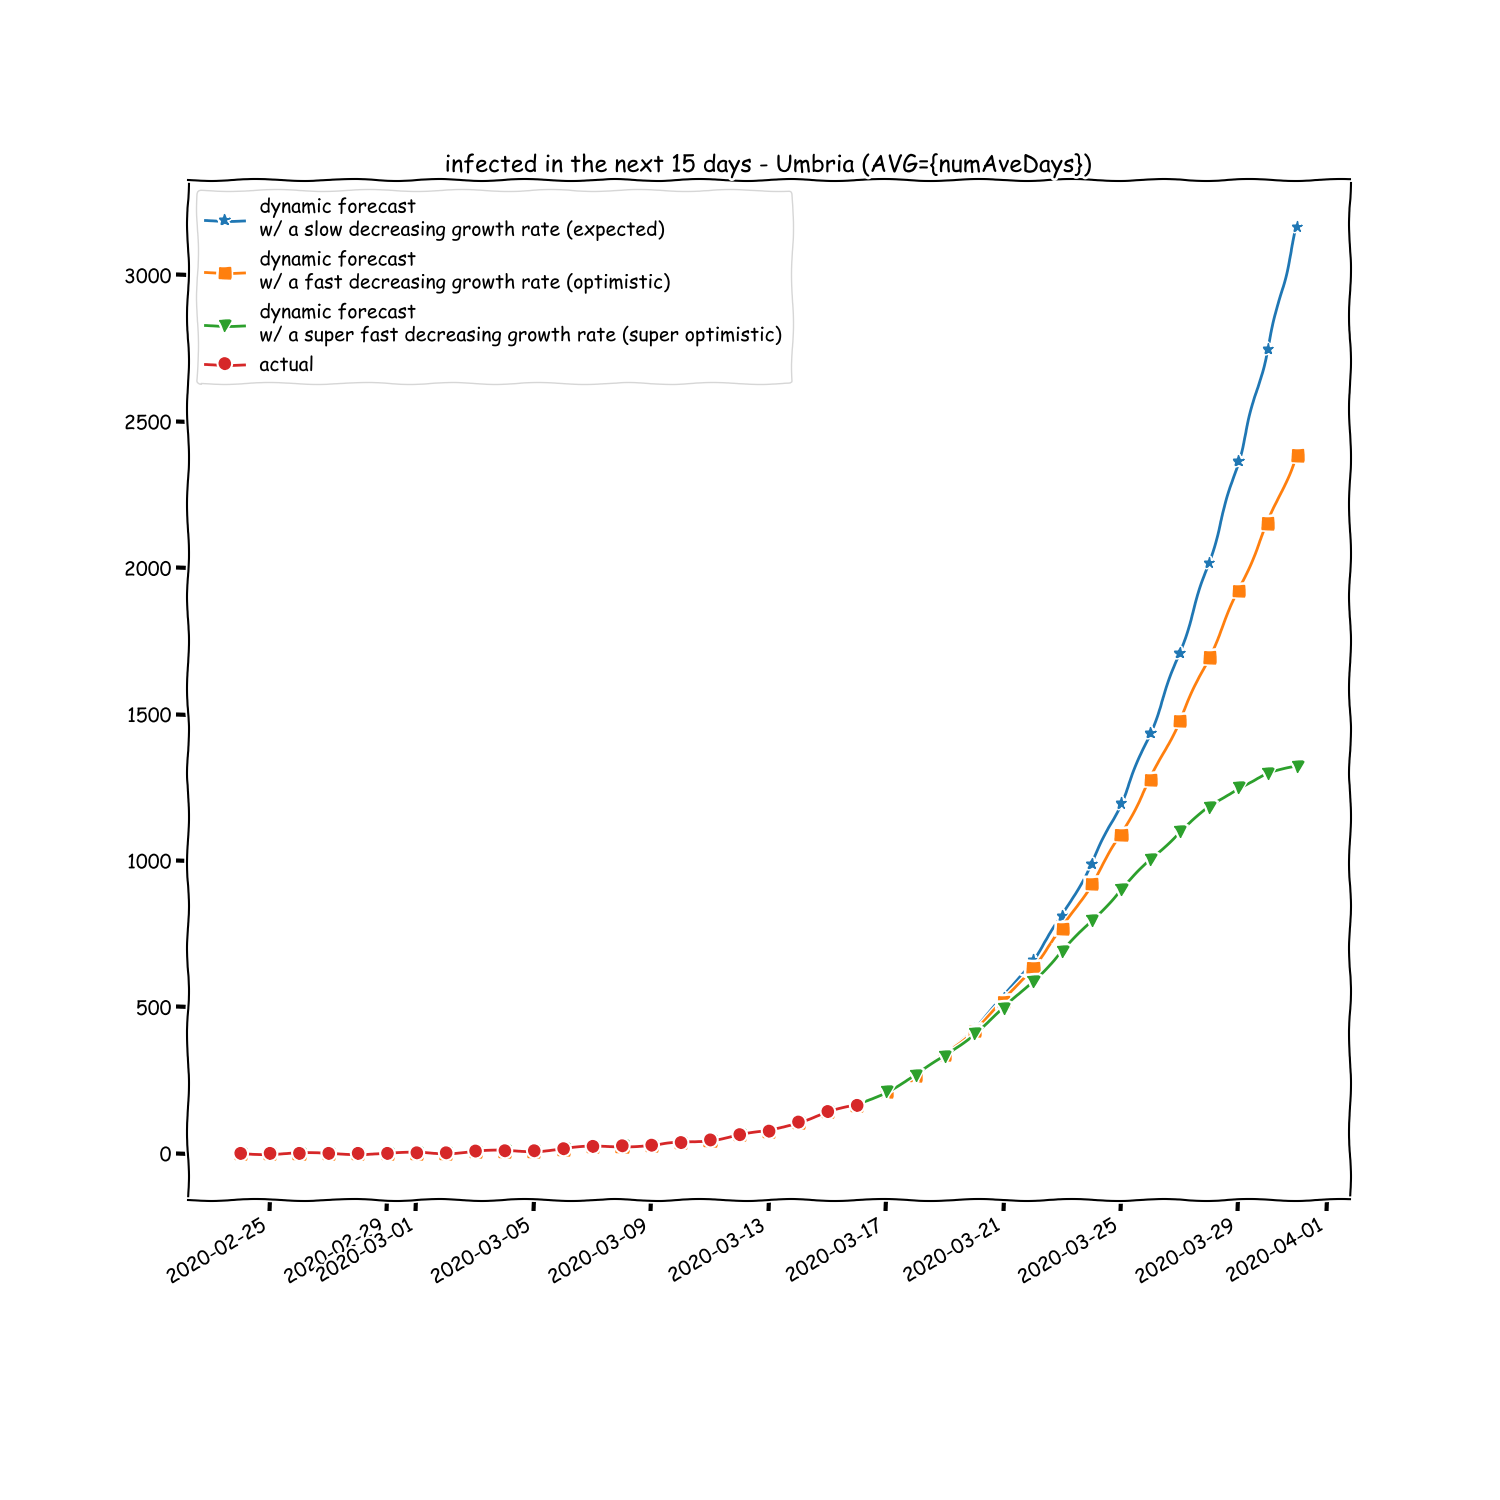 infected in the next 15 days - Umbria (AVG={numAveDays})
dynamic forecast
w/ a slow decreasing growth rate (expected)
dynamic forecast
w/ a fast decreasing growth rate (optimistic)
dynamic forecast
w/ a super fast decreasing growth rate (super optimistic)
actual
3000
2500
2000
1500
1000
500
0
2020-02-25
2020-02-29
2020-03-01
2020-03-05
2020-03-09
2020-03-13
2020-03-17
2020-03-21
2020-03-25
2020-03-29
2020-04-01